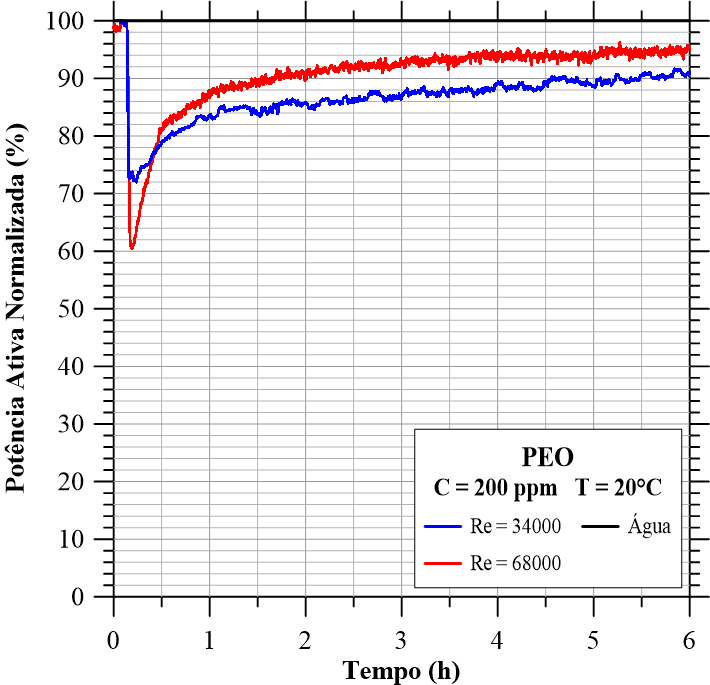 100
90
80
70
60
50
40
30
20
10
0
Potência Ativa Normalizada (%)
PEO
C = 200 ppm T = 20°C
Re = 34000 Água
Re = 68000
0 1 2 3 4 5 6
Tempo (h)